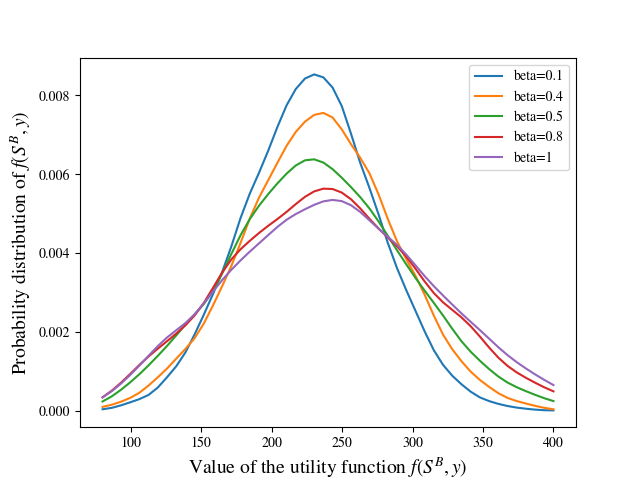 beta=0.1
beta=0.4
beta=0.5
beta=0.8
beta=1
Probability distribution of f(S^B, y)
0.008
0.006
0.004
0.002
0.000
100 150 200 250 300 350 400
Value of the utility function f(S^B, y)